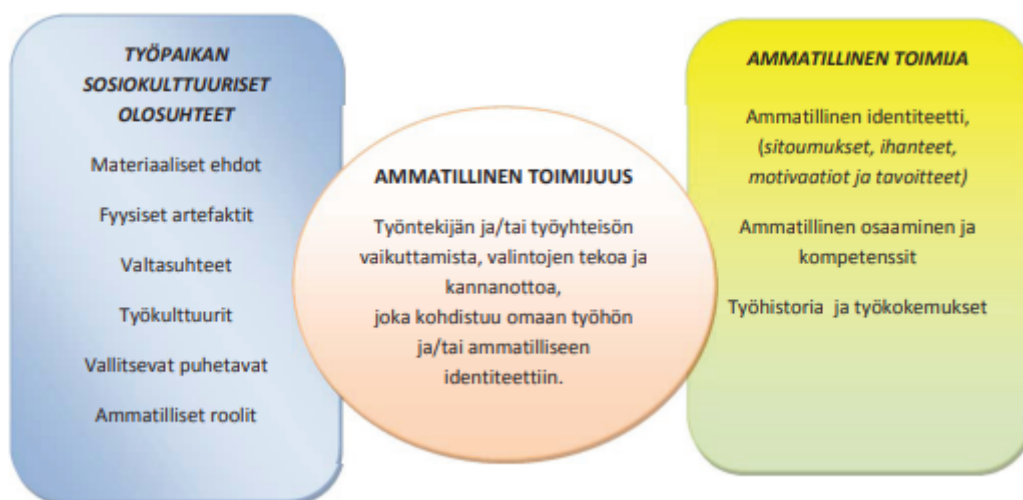 TYÖPAIKAN
SOSIOKULTTUURISET
OLOSUHTEET
Materiaaliset ehdot
Fyysiset artefaktit
Valtasuhteet
Työkulttuurit
Vallitsevat puhetavat
Ammatilliset roolit
AMMATILLINEN TOIMIJUUS
Työntekijän ja/tai työyhteisön
vaikuttamista, valintojen tekoa ja
kannanottoa,
joka kohdistuu omaan työhön
ja/tai ammatilliseen
identiteettiin.
AMMATILLINEN TOIMIJA
Ammatillinen identiteetti,
(sitoumukset, ihanteet,
motivaatiot ja tavoitteet)
Ammatillinen osaaminen ja
kompetenssit
Työhistoria ja työkokemukset